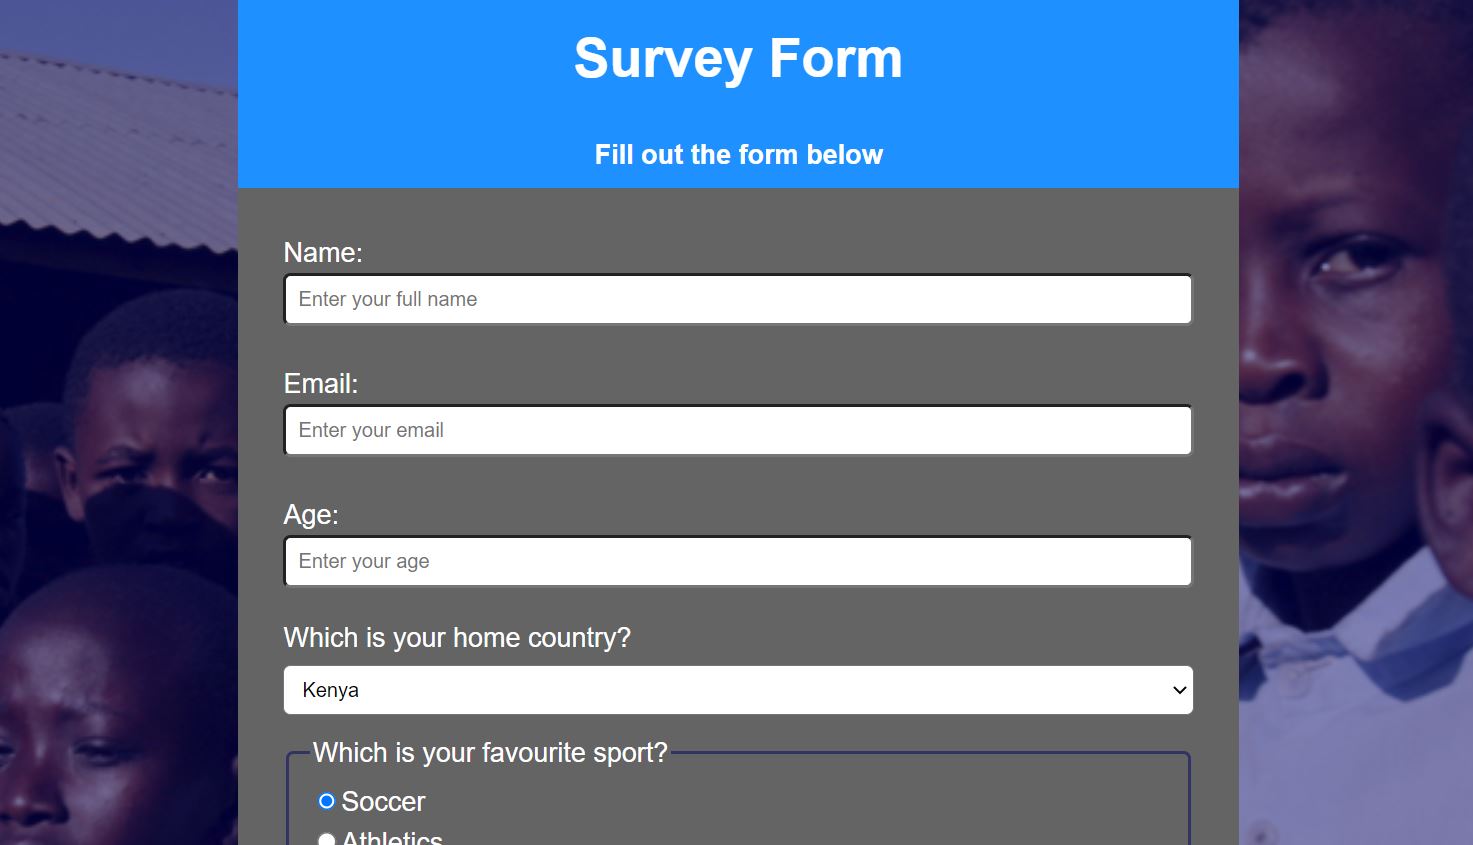 Survey Form
Fill out the form below
Name:
Enter your full name
Email:
Enter your email
Age:
Enter your age
Which is your home country?
Kenya
Which is your favourite sport?
Soccer
Athletics